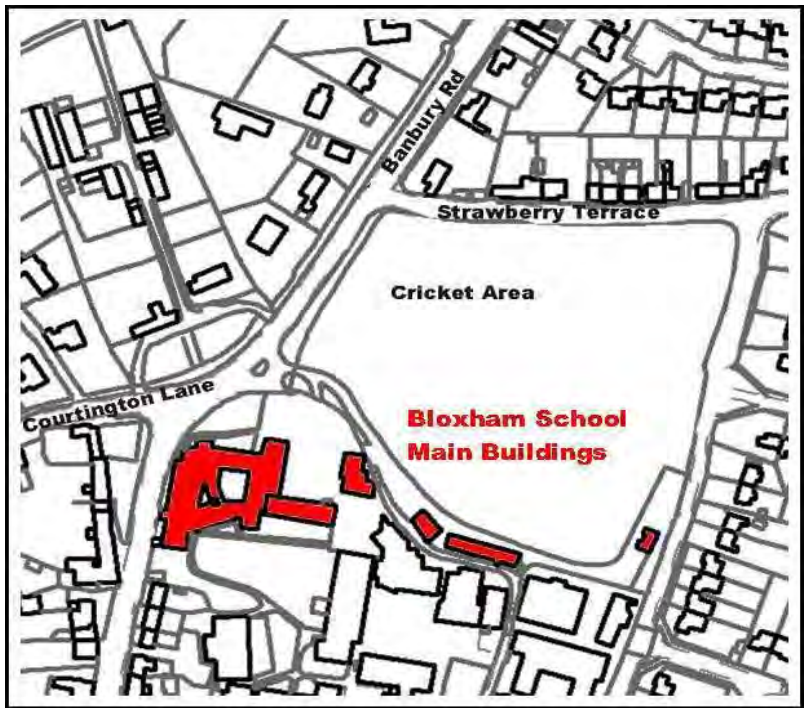 Banbury Rd
Strawberry Terrace
Cricket Area
Courtington Lane
Bloxham School
Main Buildings